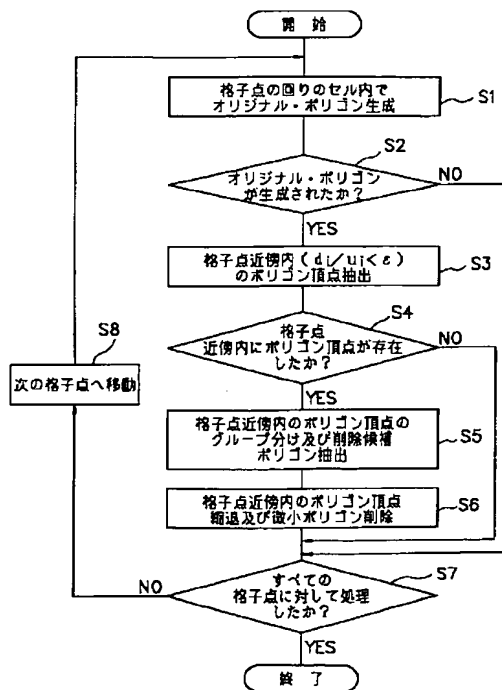 開始
格子点の回りのセル内で
オリジナル・ポリゴン生成
S1
S2
オリジナル・ポリゴン
が生成されたか?
NO
YES
格子点近傍内(di/ui<ε)
のポリゴン頂点抽出
S3
S4
格子点
近傍内にポリゴン頂点が存在
したか?
NO
YES
S8
次の格子点へ移動
格子点近傍内のポリゴン頂点の
グループ分け及び削除候補
ポリゴン抽出
S5
格子点近傍内のポリゴン頂点
縮退及び微小ポリゴン削除
S6
S7
すべての
格子点に対して処理
したか?
NO
YES
終了